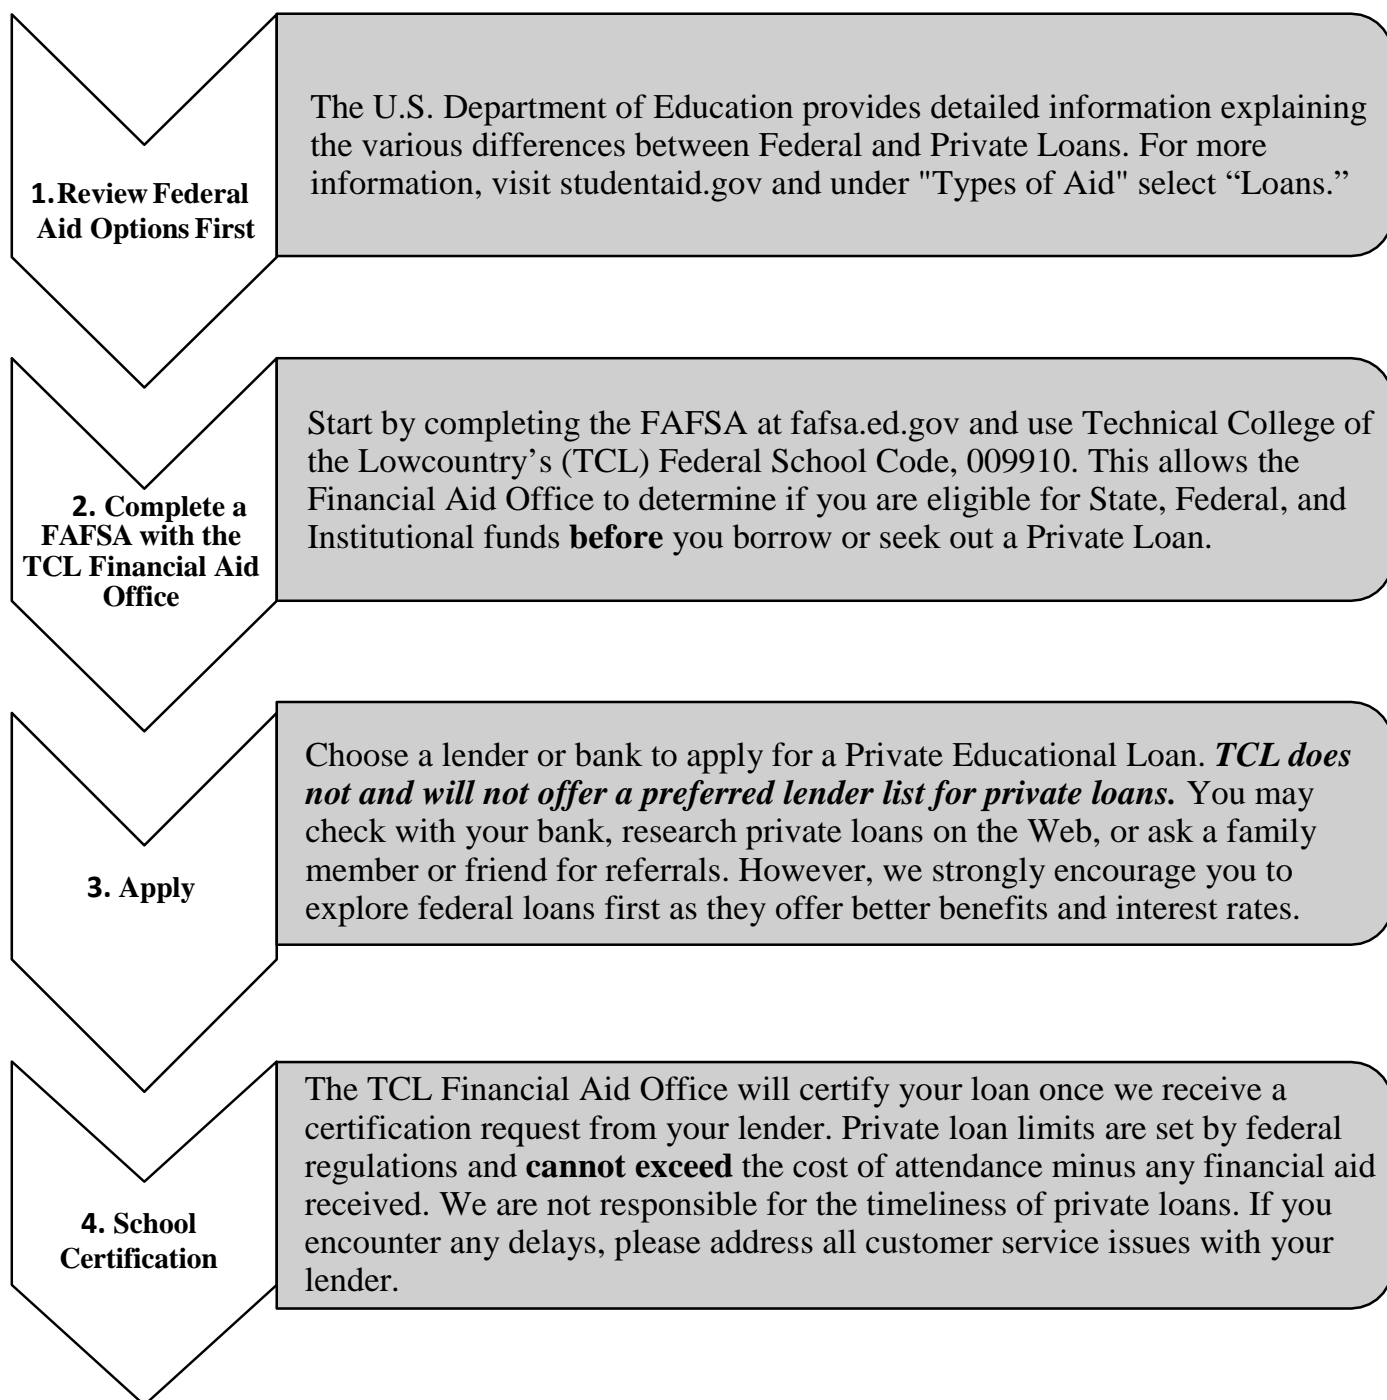 1. Review Federal
Aid Options First
The U.S. Department of Education provides detailed information explaining
the various differences between Federal and Private Loans. For more
information, visit studentaid.gov and under "Types of Aid" select “Loans.”
2. Complete a
FAFSA with the
TCL Financial Aid
Office
Start by completing the FAFSA at fafsa.ed.gov and use Technical College of
the Lowcountry’s (TCL) Federal School Code, 009910. This allows the
Financial Aid Office to determine if you are eligible for State, Federal, and
Institutional funds before you borrow or seek out a Private Loan.
3. Apply
Choose a lender or bank to apply for a Private Educational Loan. TCL does
not and will not offer a preferred lender list for private loans. You may
check with your bank, research private loans on the Web, or ask a family
member or friend for referrals. However, we strongly encourage you to
explore federal loans first as they offer better benefits and interest rates.
4. School
Certification
The TCL Financial Aid Office will certify your loan once we receive a
certification request from your lender. Private loan limits are set by federal
regulations and cannot exceed the cost of attendance minus any financial aid
received. We are not responsible for the timeliness of private loans. If you
encounter any delays, please address all customer service issues with your
lender.